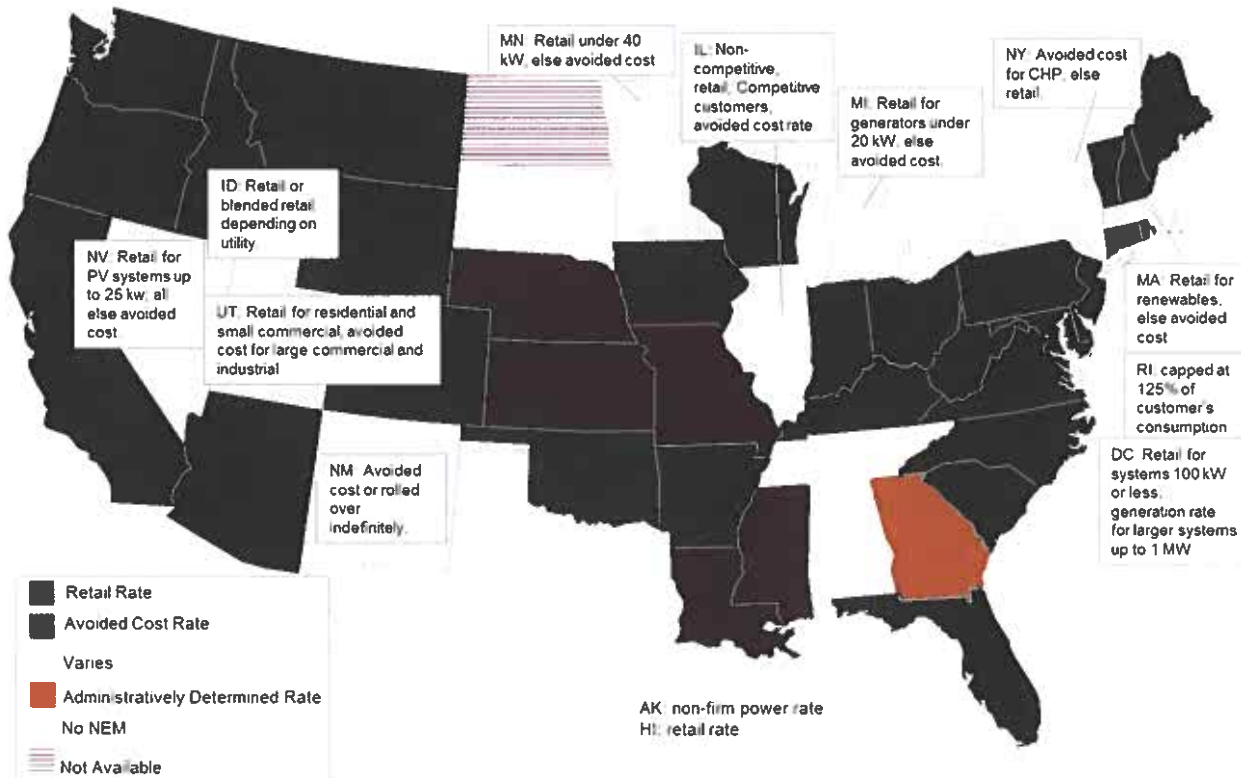 MN: Retail under 40
kW, else avoided cost
IL: Non-
competitive,
retail, Competitive
customers,
avoided cost rate
NY: Avoided cost
for CHP, else
retail.
MI: Retail for
generators under
20 kW, else
avoided cost.
ID: Retail or
blended retail
depending on
utility
NV: Retail for
PV systems up
to 25 kw; all
else avoided
cost
UT: Retail for residential and
small commercial, avoided
cost for large commercial and
industrial
MA: Retail for
renewables,
else avoided
cost
RI: capped at
125% of
customer's
consumption
NM: Avoided
cost or rolled
over
indefinitely.
DC: Retail for
systems 100 kW
or less;
generation rate
for larger systems
up to 1 MW
Retail Rate
Avoided Cost Rate
Varies
Administratively Determined Rate
No NEM
Not Available
AK: non-firm power rate
HI: retail rate